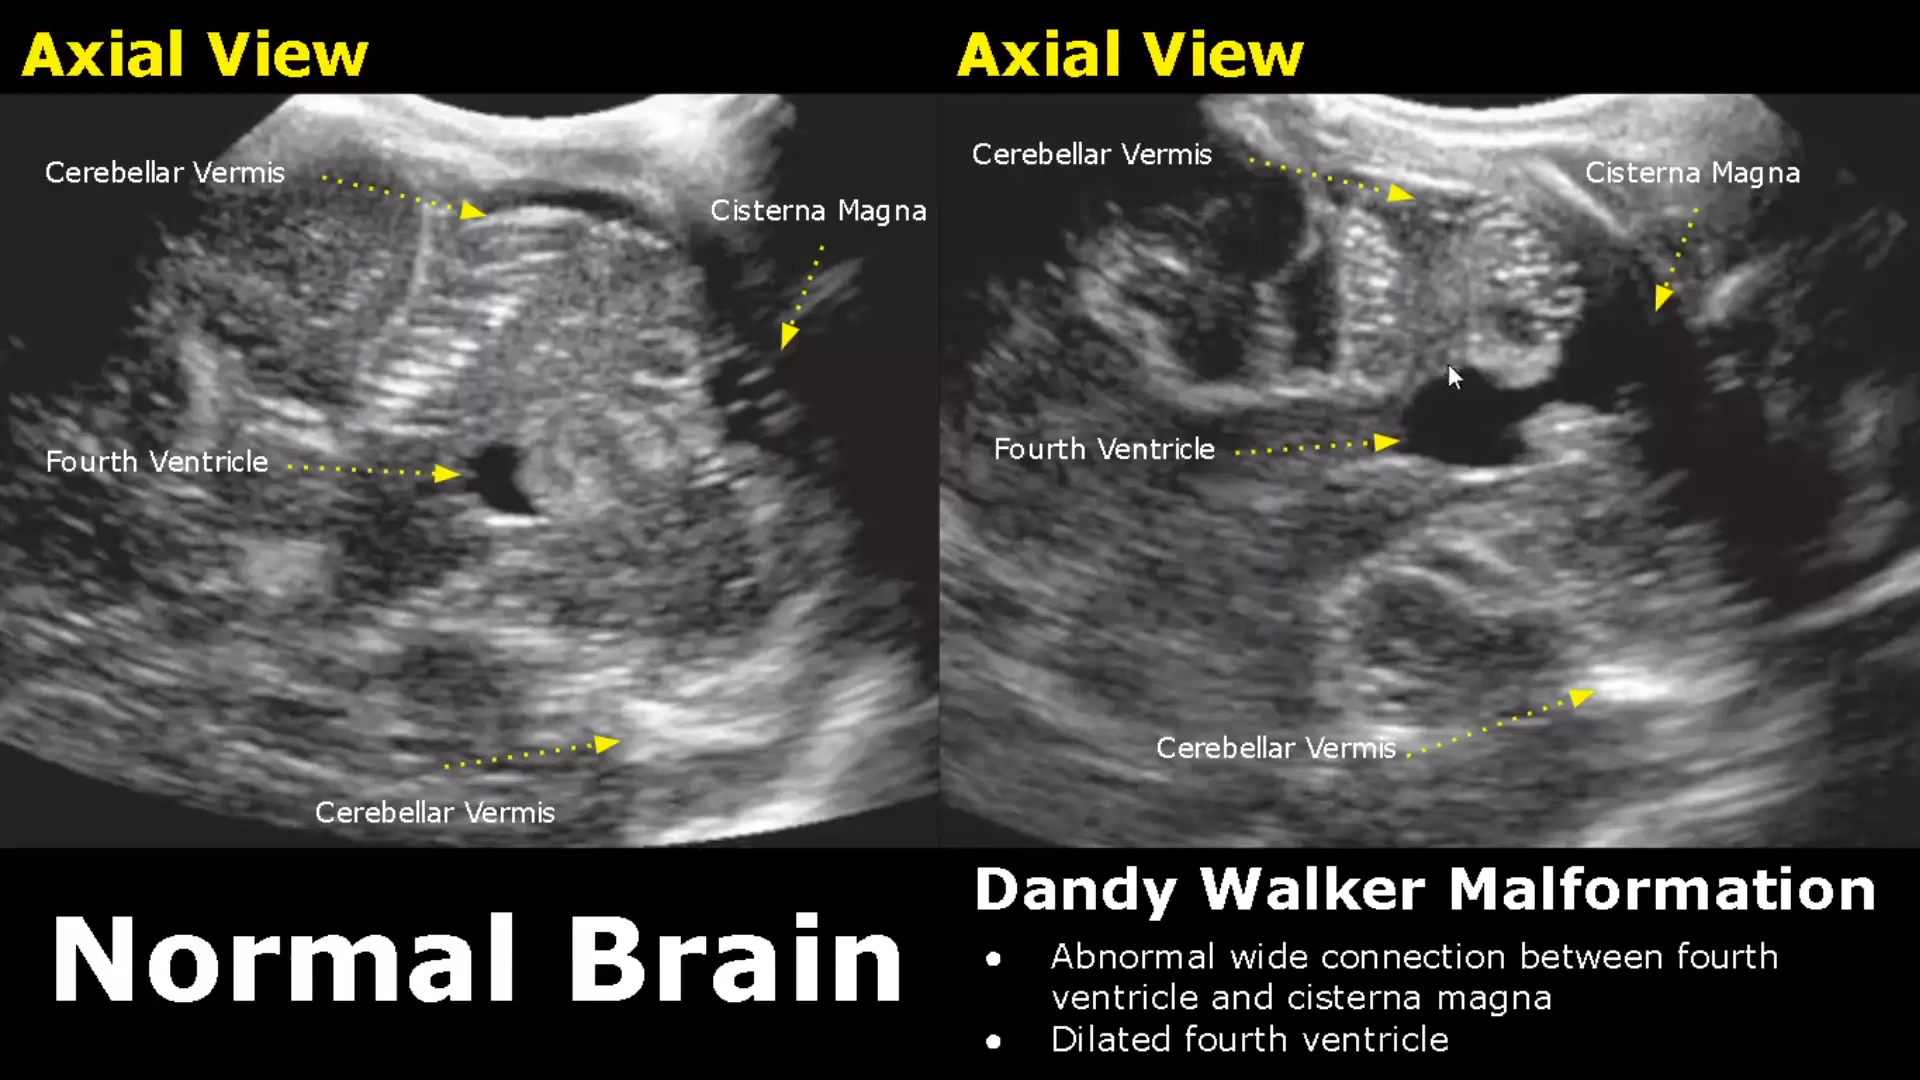 Axial View
Cerebellar Vermis
Cisterna Magna
Fourth Ventricle
Cerebellar Vermis
Normal Brain
Axial View
Cerebellar Vermis
Cisterna Magna
Fourth Ventricle
Cerebellar Vermis
Dandy Walker Malformation
● Abnormal wide connection between fourth
ventricle and cisterna magna
● Dilated fourth ventricle